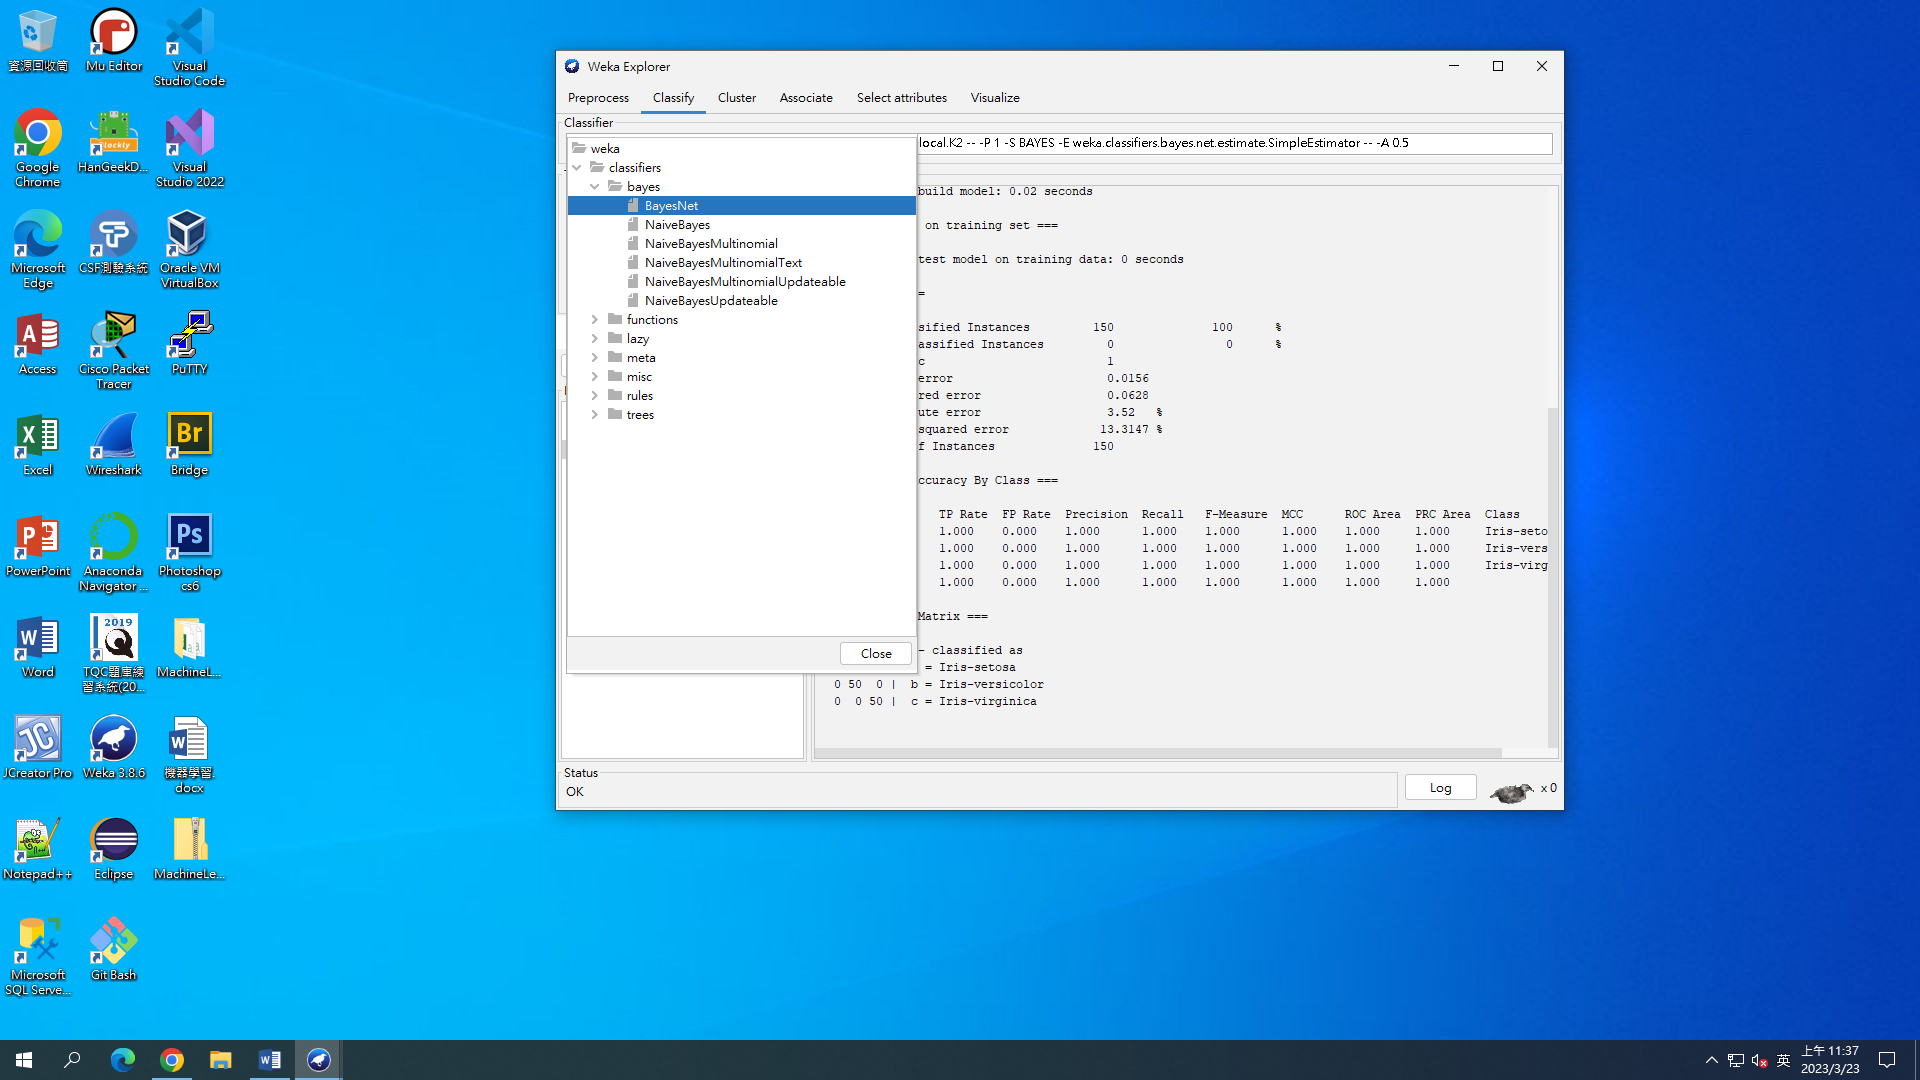 資源回收筒
Mu Editor
Visual
Studio Code
Google
Chrome
HanGeekD...
Visual
Studio 2022
Microsoft
Edge
CSF測驗系統
Oracle VM
VirtualBox
Access
Cisco Packet
Tracer
PuTTY
Excel
Wireshark
Bridge
PowerPoint
Anaconda
Navigator ...
Photoshop
cs6
Word
TQC題庫練
習系統(20...
MachineL...
JCreator Pro
Weka 3.8.6
機器學習.
docx
Notepad++
Eclipse
MachineLe...
Microsoft
SQL Serve...
Git Bash
Weka Explorer
Preprocess Classify Cluster Associate Select attributes Visualize
Classifier
local.K2 -- -P 1 -S BAYES -E weka.classifiers.bayes.net.estimate.SimpleEstimator -- -A 0.5
weka
classifiers
bayes
BayesNet
NaiveBayes
NaiveBayesMultinomial
NaiveBayesMultinomialText
NaiveBayesMultinomialUpdateable
NaiveBayesUpdateable
functions
lazy
meta
misc
rules
trees
Close
build model: 0.02 seconds
on training set ===
test model on training data: 0 seconds
=
sified Instances 150 100 %
assified Instances 0 0 %
c 1
error 0.0156
red error 0.0628
ute error 3.52 %
squared error 13.3147 %
f Instances 150
ccuracy By Class ===
TP Rate FP Rate Precision Recall F-Measure MCC ROC Area PRC Area Class
1.000 0.000 1.000 1.000 1.000 1.000 1.000 1.000 Iris-seto
1.000 0.000 1.000 1.000 1.000 1.000 1.000 1.000 Iris-vers
1.000 0.000 1.000 1.000 1.000 1.000 1.000 1.000 Iris-virg
1.000 0.000 1.000 1.000 1.000 1.000 1.000 1.000
Matrix ===
- classified as
= Iris-setosa
0 50 0 | b = Iris-versicolor
0 0 50 | c = Iris-virginica
Status
OK
Log
x 0
英
上午 11:37
2023/3/23